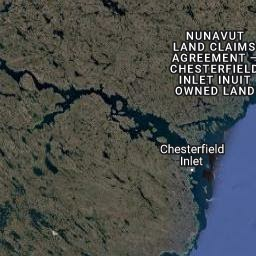 NUNAVUT
LAND CLAIMS
AGREEMENT –
CHESTERFIELD
INLET INUIT
OWNED LAND
Chesterfield
Inlet